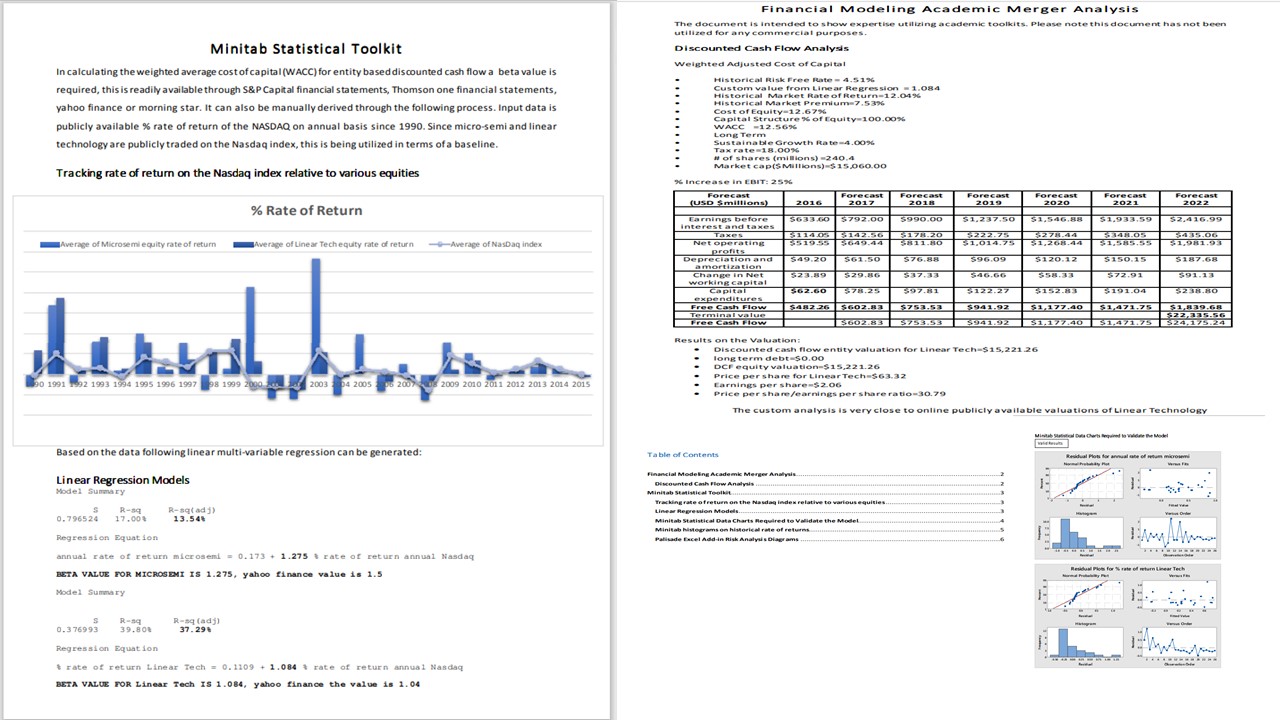 Minitab Statistical Toolkit
In calculating the weighted average cost of capital (WACC) for entity based discounted cash flow a beta value is
required, this is readily available through S&P Capital financial statements, Thomson one financial statements,
yahoo finance or morning star. It can also be manually derived through the following process. Input data is
publicly available % rate of return of the NASDAQ on annual basis since 1990. Since micro-semi and linear
technology are publicly traded on the Nasdaq index, this is being utilized in terms of a baseline.
Tracking rate of return on the Nasdaq index relative to various equities
% Rate of Return
Average of Microsemi equity rate of return Average of Linear Tech equity rate of return Average of NasDaq index
1991 1992 1993 1994 1995 1996 1997 1998 1999 2000 2003 2004 2005 2006 2007 2008 2009 2010 2011 2012 2013 2014 2015
Based on the data following linear multi-variable regression can be generated:
Linear Regression Models
Model Summary
S R-sq R-sq(adj)
0.796524 17.00% 13.54%
Regression Equation
annual rate of return microsemi = 0.173 + 1.275 % rate of return annual Nasdaq
BETA VALUE FOR MICROSEMI IS 1.275, yahoo finance value is 1.5
Model Summary
S R-sq R-sq(adj)
0.376993 39.80% 37.29%
Regression Equation
% rate of return Linear Tech = 0.1109 + 1.084 % rate of return annual Nasdaq
BETA VALUE FOR Linear Tech IS 1.084, yahoo finance the value is 1.04
Financial Modeling Academic Merger Analysis
The document is intended to show expertise utilizing academic toolkits. Please note this document has not been
utilized for any commercial purposes.
Discounted Cash Flow Analysis
Weighted Adjusted Cost of Capital
• Historical Risk Free Rate = 4.51%
• Custom value from Linear Regression = 1.084
• Historical Market Rate of Return=12.04%
• Historical Market Premium=7.53%
• Cost of Equity=12.67%
• Capital Structure % of Equity=100.00%
• WACC =12.56%
• Long Term
• Sustainable Growth Rate=4.00%
• Tax rate=18.00%
• # of shares (millions) =240.4
• Market cap($Millions)=$15,060.00
% Increase in EBIT: 25%
Forecast Forecast Forecast Forecast Forecast Forecast Forecast
(USD $millions) 2016 2017 2018 2019 2020 2021 2022
Earnings before $633.60 $792.00 $990.00 $1,237.50 $1,546.88 $1,933.59 $2,416.99
interest and taxes
Taxes $114.05 $142.56 $178.20 $222.75 $278.44 $348.05 $435.06
Net operating $519.55 $649.44 $811.80 $1,014.75 $1,268.44 $1,585.55 $1,981.93
profits
Depreciation and $49.20 $61.50 $76.88 $96.09 $120.12 $150.15 $187.68
amortization
Change in Net $23.89 $29.86 $37.33 $46.66 $58.33 $72.91 $91.13
working capital
Capital $62.60 $78.25 $97.81 $122.27 $152.83 $191.04 $238.80
expenditures
Free Cash Flow $482.26 $602.83 $753.53 $941.92 $1,177.40 $1,471.75 $1,839.68
Terminal value $22,335.56
Free Cash Flow $602.83 $753.53 $941.92 $1,177.40 $1,471.75 $24,175.24
Results on the Valuation:
• Discounted cash flow entity valuation for Linear Tech=$15,221.26
• long term debt=$0.00
• DCF equity valuation=$15,221.26
• Price per share for Linear Tech=$63.32
• Earnings per share=$2.06
• Price per share/earnings per share ratio=30.79
The custom analysis is very close to online publicly available valuations of Linear Technology
Table of Contents
Financial Modeling Academic Merger Analysis 2
Discounted Cash Flow Analysis 2
Minitab Statistical Toolkit 3
Tracking rate of return on the Nasdaq index relative to various equities 3
Linear Regression Models 3
Minitab Statistical Data Charts Required to Validate the Model 4
Minitab histograms on historical rate of returns 5
Palisade Excel Add-in Risk Analysis Diagrams 6
Minitab Statistical Data Charts Required to Validate the Model
Valid Results
Residual Plots for annual rate of return microsemi
Normal Probability Plot Versus Fits
Percent Residual
Residual Fitted Value
Histogram Versus Order
Frequency Residual
Residual Observation Order
Residual Plots for % rate of return Linear Tech
Normal Probability Plot Versus Fits
Percent Residual
Residual Fitted Value
Histogram Versus Order
Frequency Residual
Residual Observation Order